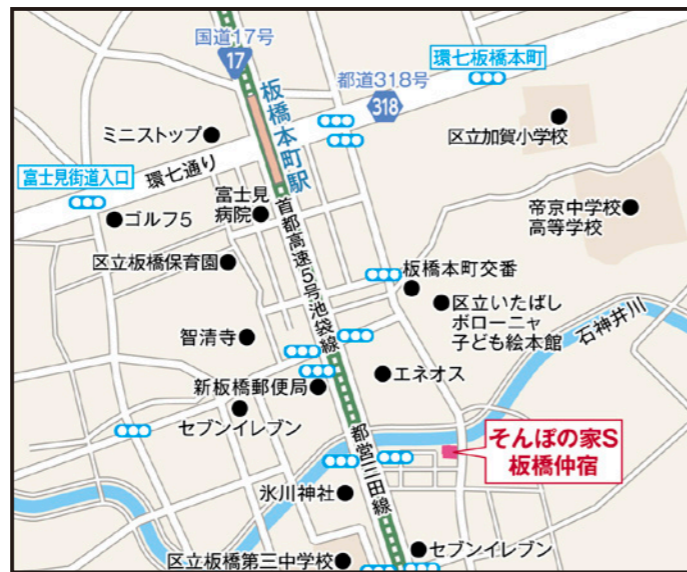 国道17号
17
環七板橋本町
都道318号
318
板橋本町駅
ミニストップ
区立加賀小学校
環七通り
富士見街道入口
富士見
病院
ゴルフ5
帝京中学校
高等学校
首都高速5号池袋線
区立板橋保育園
板橋本町交番
区立いたばし
ボローニャ
子ども絵本館
石神井川
智清寺
エネオス
新板橋郵便局
セブンイレブン
そんぽの家S
板橋仲宿
都営三田線
氷川神社
区立板橋第三中学校
セブンイレブン